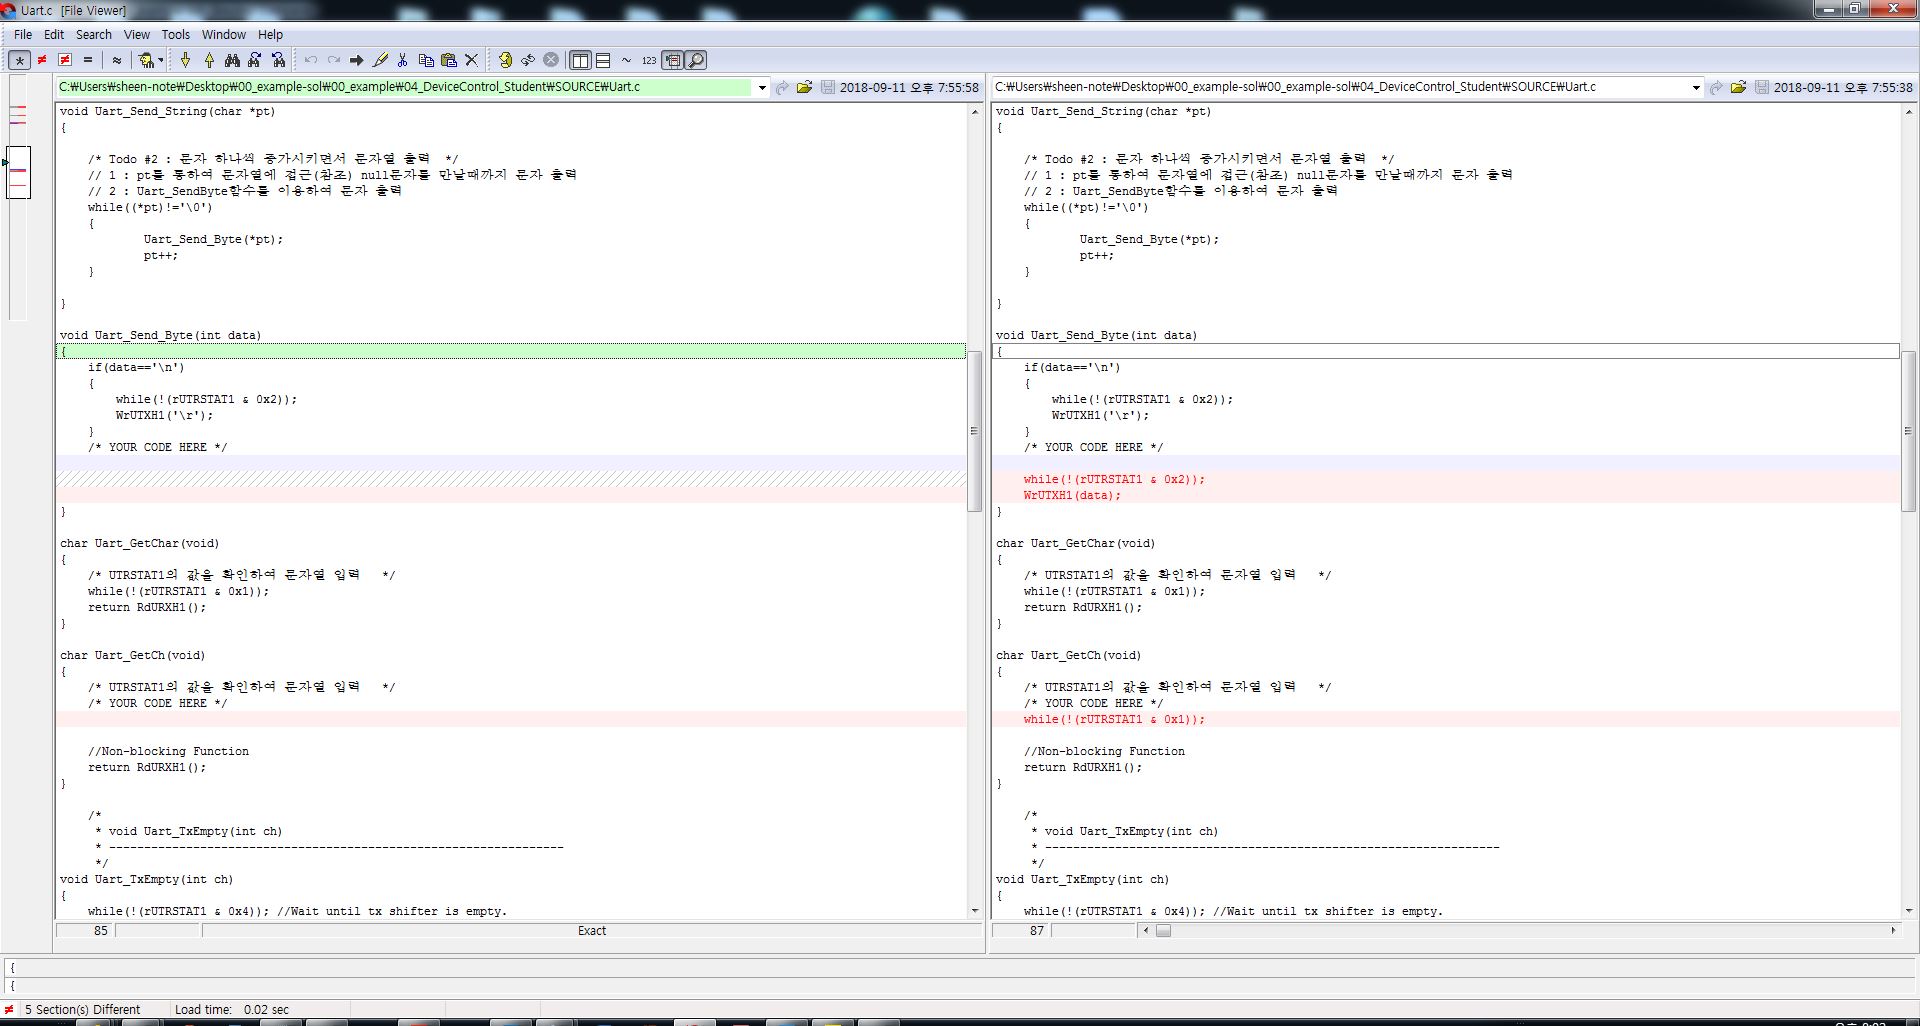 Uart.c   [File Viewer]
File Edit Search View Tools Window Help
123
C:\Users\sheen-note\Desktop\00_example-sol\00_example\04_DeviceControl_Student\SOURCE\Uart.c 2018-09-11 오후 7:55:58
void Uart_Send_String(char *pt)
{
/* Todo #2 : 문자 하나씩 증가시키면서 문자열 출력  */
// 1 : pt를 통하여 문자열에 접근(참조) null문자를 만날때까지 문자 출력
// 2 : Uart_SendByte함수를 이용하여 문자 출력
while((*pt)!='\0')
{
Uart_Send_Byte(*pt);
pt++;
}
}
void Uart_Send_Byte(int data)
{
if(data=='\n')
{
while(!(rUTRSTAT1 & 0x2));
WrUTXH1('\r');
}
/* YOUR CODE HERE */
}
char Uart_GetChar(void)
{
/* UTRSTAT1의 값을 확인하여 문자열 입력   */
while(!(rUTRSTAT1 & 0x1));
return RdURXH1();
}
char Uart_GetCh(void)
{
/* UTRSTAT1의 값을 확인하여 문자열 입력   */
/* YOUR CODE HERE */
//Non-blocking Function
return RdURXH1();
}
/*
* void Uart_TxEmpty(int ch)
* -----------------------------------------------------------------
*/
void Uart_TxEmpty(int ch)
{
while(!(rUTRSTAT1 & 0x4)); //Wait until tx shifter is empty.
85 Exact
C:\Users\sheen-note\Desktop\00_example-sol\00_example-sol\04_DeviceControl_Student\SOURCE\Uart.c 2018-09-11 오후 7:55:38
void Uart_Send_String(char *pt)
{
/* Todo #2 : 문자 하나씩 증가시키면서 문자열 출력  */
// 1 : pt를 통하여 문자열에 접근(참조) null문자를 만날때까지 문자 출력
// 2 : Uart_SendByte함수를 이용하여 문자 출력
while((*pt)!='\0')
{
Uart_Send_Byte(*pt);
pt++;
}
}
void Uart_Send_Byte(int data)
{
if(data=='\n')
{
while(!(rUTRSTAT1 & 0x2));
WrUTXH1('\r');
}
/* YOUR CODE HERE */
while(!(rUTRSTAT1 & 0x2));
WrUTXH1(data);
}
char Uart_GetChar(void)
{
/* UTRSTAT1의 값을 확인하여 문자열 입력   */
while(!(rUTRSTAT1 & 0x1));
return RdURXH1();
}
char Uart_GetCh(void)
{
/* UTRSTAT1의 값을 확인하여 문자열 입력   */
/* YOUR CODE HERE */
while(!(rUTRSTAT1 & 0x1));
//Non-blocking Function
return RdURXH1();
}
/*
* void Uart_TxEmpty(int ch)
* -----------------------------------------------------------------
*/
void Uart_TxEmpty(int ch)
{
while(!(rUTRSTAT1 & 0x4)); //Wait until tx shifter is empty.
87
{
{
5 Section(s) Different Load time: 0.02 sec